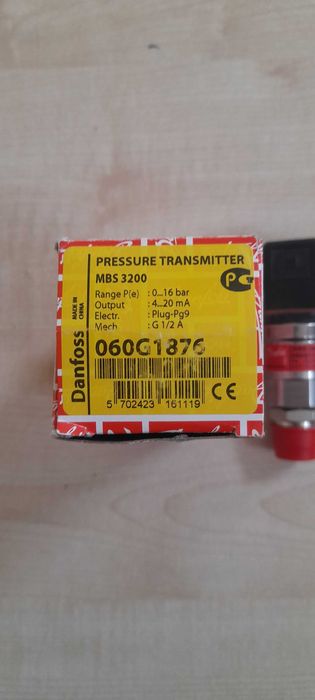 PRESSURE TRANSMITTER
MBS 3200
Range P(e) : 0...16 bar
Output : 4...20 mA
Electr. : Plug-Pg9
Mech : G 1/2 A
060G1876
5 702423 161119
CE
Danfoss
MADE IN
CHINA